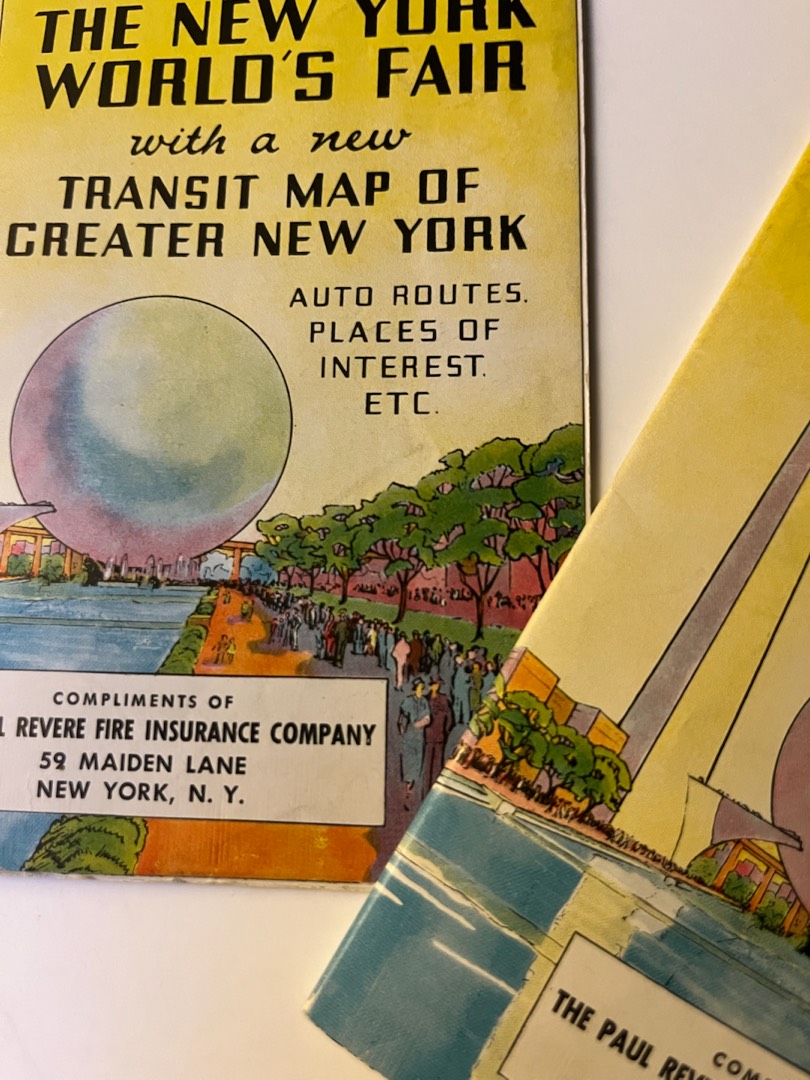 THE NEW YORK
WORLD'S FAIR
with a new
TRANSIT MAP OF
GREATER NEW YORK
AUTO ROUTES,
PLACES OF
INTEREST,
ETC.
COMPLIMENTS OF
REVERE FIRE INSURANCE COMPANY
59 MAIDEN LANE
NEW YORK, N. Y.
THE PAUL